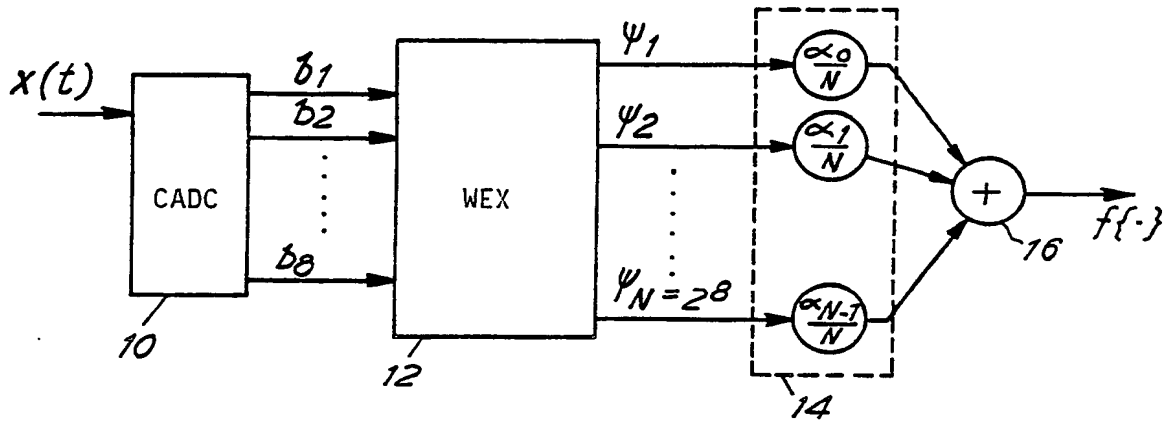 x(t)
b1
b2
b8
CADC
10
WEX
12
ψ1
ψ2
ψN = 2^8
α0/N
α1/N
αN-1/N
14
+
16
f{·}